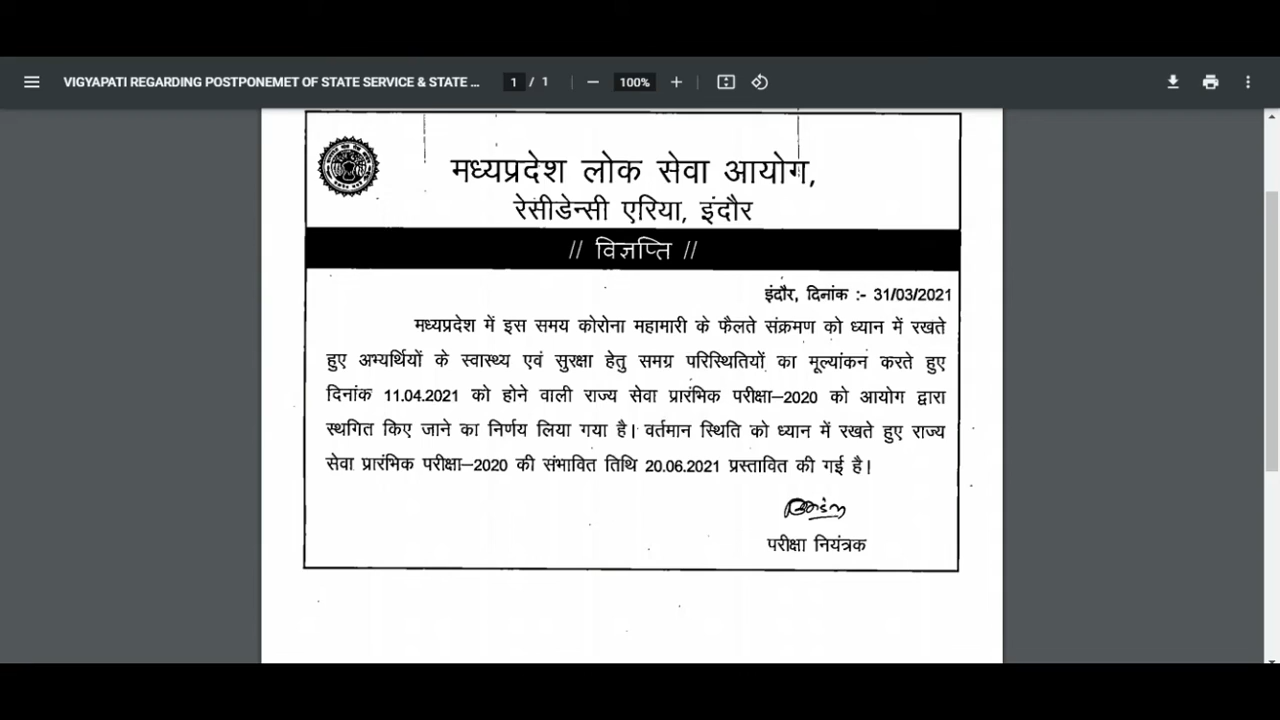 VIGYAPATI REGARDING POSTPONEMET OF STATE SERVICE & STATE ...
1 / 1
100%
मध्यप्रदेश लोक सेवा आयोग,
रेसीडेन्सी एरिया, इंदौर
// विज्ञप्ति //
इंदौर, दिनांक :- 31/03/2021
मध्यप्रदेश में इस समय कोरोना महामारी के फैलते संक्रमण को ध्यान में रखते
हुए अभ्यर्थियों के स्वास्थ्य एवं सुरक्षा हेतु समग्र परिस्थितियों का मूल्यांकन करते हुए
दिनांक 11.04.2021 को होने वाली राज्य सेवा प्रारंभिक परीक्षा–2020 को आयोग द्वारा
स्थगित किए जाने का निर्णय लिया गया है। वर्तमान स्थिति को ध्यान में रखते हुए राज्य
सेवा प्रारंभिक परीक्षा–2020 की संभावित तिथि 20.06.2021 प्रस्तावित की गई है।
परीक्षा नियंत्रक